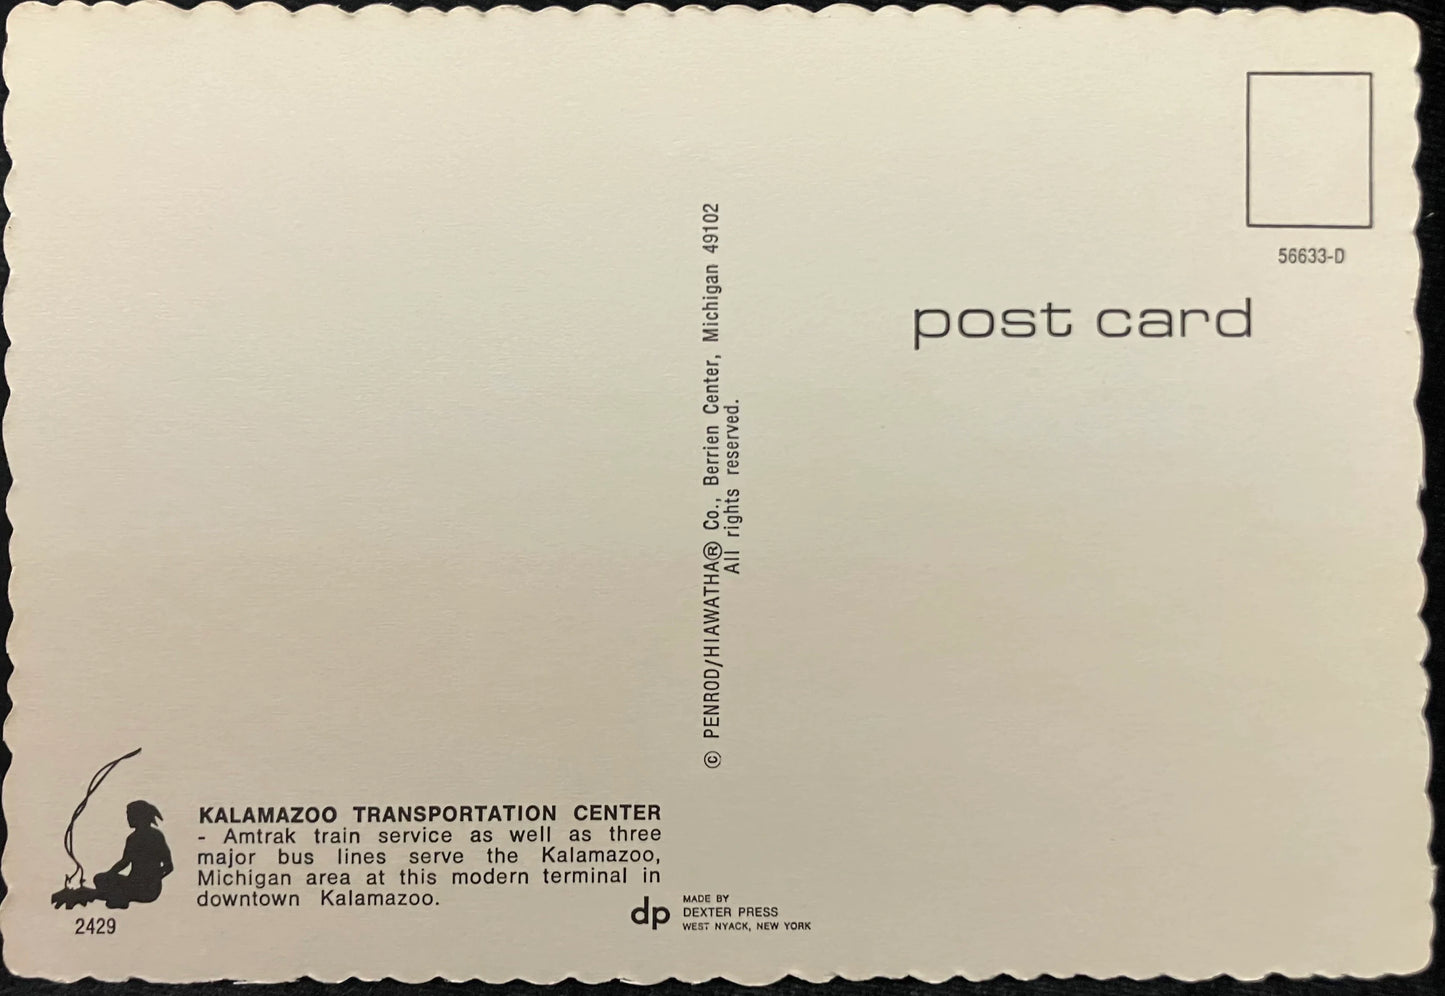 56633-D
post card
© PENROD/HIAWATHA® Co., Berrien Center, Michigan 49102
All rights reserved.
KALAMAZOO TRANSPORTATION CENTER
- Amtrak train service as well as three
major bus lines serve the Kalamazoo,
Michigan area at this modern terminal in
downtown Kalamazoo.
2429
dp
MADE BY
DEXTER PRESS
WEST NYACK, NEW YORK